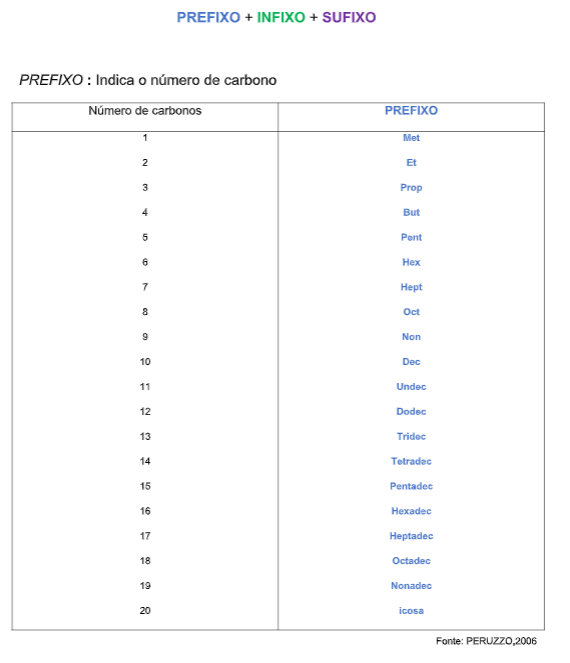 PREFIXO + INFIXO + SUFIXO
PREFIXO : Indica o número de carbono
Número de carbonos PREFIXO
1 Met
2 Et
3 Prop
4 But
5 Pent
6 Hex
7 Hept
8 Oct
9 Non
10 Dec
11 Undec
12 Dodec
13 Tridec
14 Tetradec
15 Pentadec
16 Hexadec
17 Heptadec
18 Octadec
19 Nonadec
20 icosa
Fonte: PERUZZO,2006